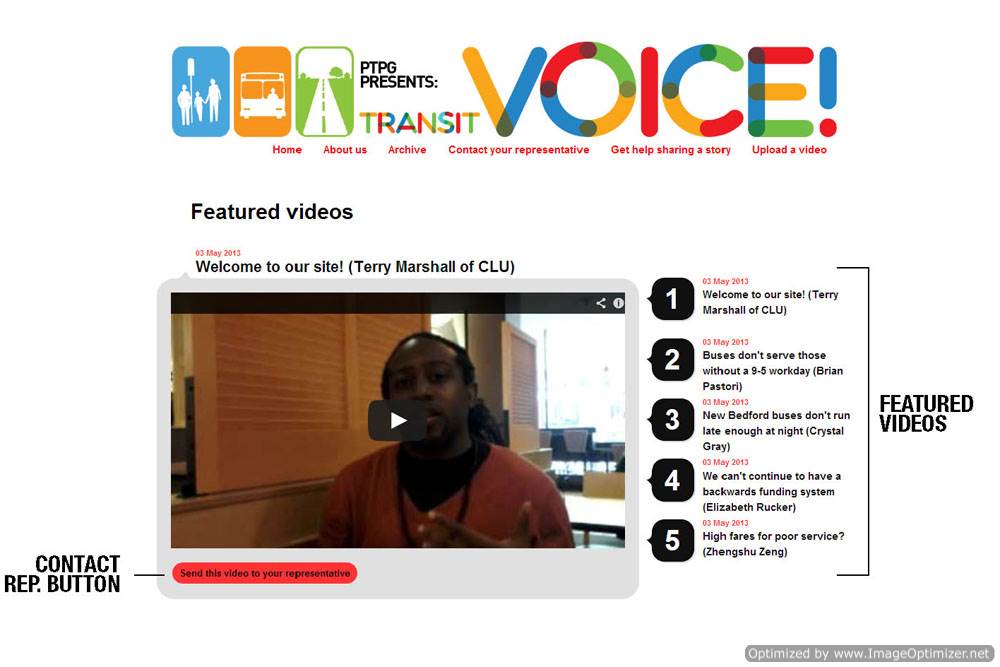 PTPG
PRESENTS:
TRANSIT VOICE!
Home About us Archive Contact your representative Get help sharing a story Upload a video
Featured videos
03 May 2013
Welcome to our site! (Terry Marshall of CLU)
1
03 May 2013
Welcome to our site! (Terry
Marshall of CLU)
2
03 May 2013
Buses don't serve those
without a 9-5 workday (Brian
Pastori)
3
03 May 2013
New Bedford buses don't run
late enough at night (Crystal
Gray)
4
03 May 2013
We can't continue to have a
backwards funding system
(Elizabeth Rucker)
5
03 May 2013
High fares for poor service?
(Zhengshu Zeng)
FEATURED
VIDEOS
CONTACT
REP. BUTTON
Send this video to your representative
Optimized by www.ImageOptimizer.net